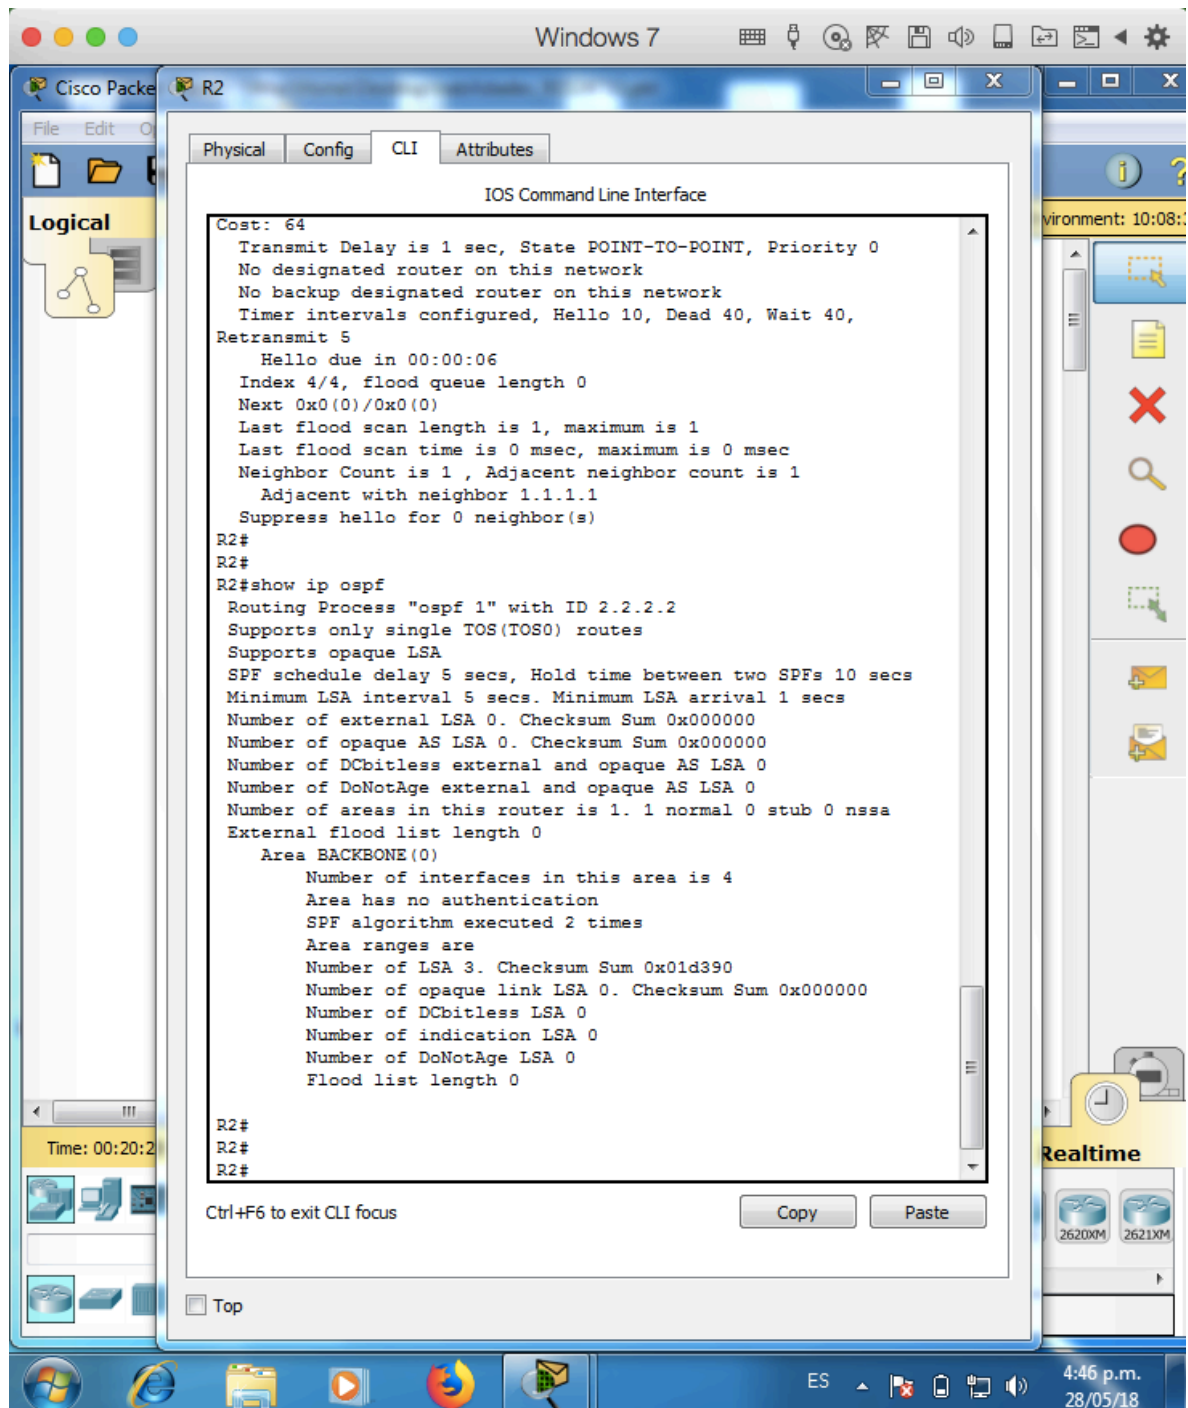 Windows 7
Cisco Packe
R2
File Edit O
Physical Config CLI Attributes
IOS Command Line Interface
Logical
vironment: 10:08:
Cost: 64
Transmit Delay is 1 sec, State POINT-TO-POINT, Priority 0
No designated router on this network
No backup designated router on this network
Timer intervals configured, Hello 10, Dead 40, Wait 40,
Retransmit 5
Hello due in 00:00:06
Index 4/4, flood queue length 0
Next 0x0(0)/0x0(0)
Last flood scan length is 1, maximum is 1
Last flood scan time is 0 msec, maximum is 0 msec
Neighbor Count is 1 , Adjacent neighbor count is 1
Adjacent with neighbor 1.1.1.1
Suppress hello for 0 neighbor(s)
R2#
R2#
R2#show ip ospf
Routing Process "ospf 1" with ID 2.2.2.2
Supports only single TOS(TOS0) routes
Supports opaque LSA
SPF schedule delay 5 secs, Hold time between two SPFs 10 secs
Minimum LSA interval 5 secs. Minimum LSA arrival 1 secs
Number of external LSA 0. Checksum Sum 0x000000
Number of opaque AS LSA 0. Checksum Sum 0x000000
Number of DCbitless external and opaque AS LSA 0
Number of DoNotAge external and opaque AS LSA 0
Number of areas in this router is 1. 1 normal 0 stub 0 nssa
External flood list length 0
Area BACKBONE(0)
Number of interfaces in this area is 4
Area has no authentication
SPF algorithm executed 2 times
Area ranges are
Number of LSA 3. Checksum Sum 0x01d390
Number of opaque link LSA 0. Checksum Sum 0x000000
Number of DCbitless LSA 0
Number of indication LSA 0
Number of DoNotAge LSA 0
Flood list length 0
R2#
R2#
R2#
Time: 00:20:2
Realtime
Ctrl+F6 to exit CLI focus
Copy Paste
2620XM 2621XM
Top
ES
4:46 p.m.
28/05/18